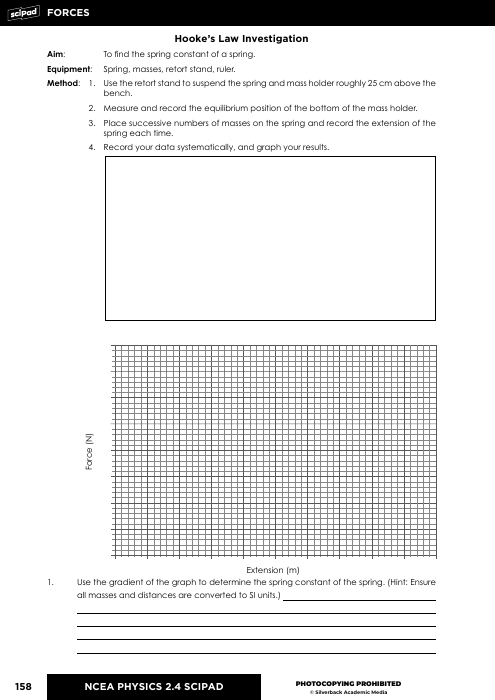 scipad FORCES
Hooke's Law Investigation
Aim: To find the spring constant of a spring.
Equipment: Spring, masses, retort stand, ruler.
Method: 1. Use the retort stand to suspend the spring and mass holder roughly 25 cm above the
bench.
2. Measure and record the equilibrium position of the bottom of the mass holder.
3. Place successive numbers of masses on the spring and record the extension of the
spring each time.
4. Record your data systematically, and graph your results.
Force (N)
Extension (m)
1. Use the gradient of the graph to determine the spring constant of the spring. (Hint: Ensure
all masses and distances are converted to SI units.)
158 NCEA PHYSICS 2.4 SCIPAD PHOTOCOPYING PROHIBITED
© Silverback Academic Media